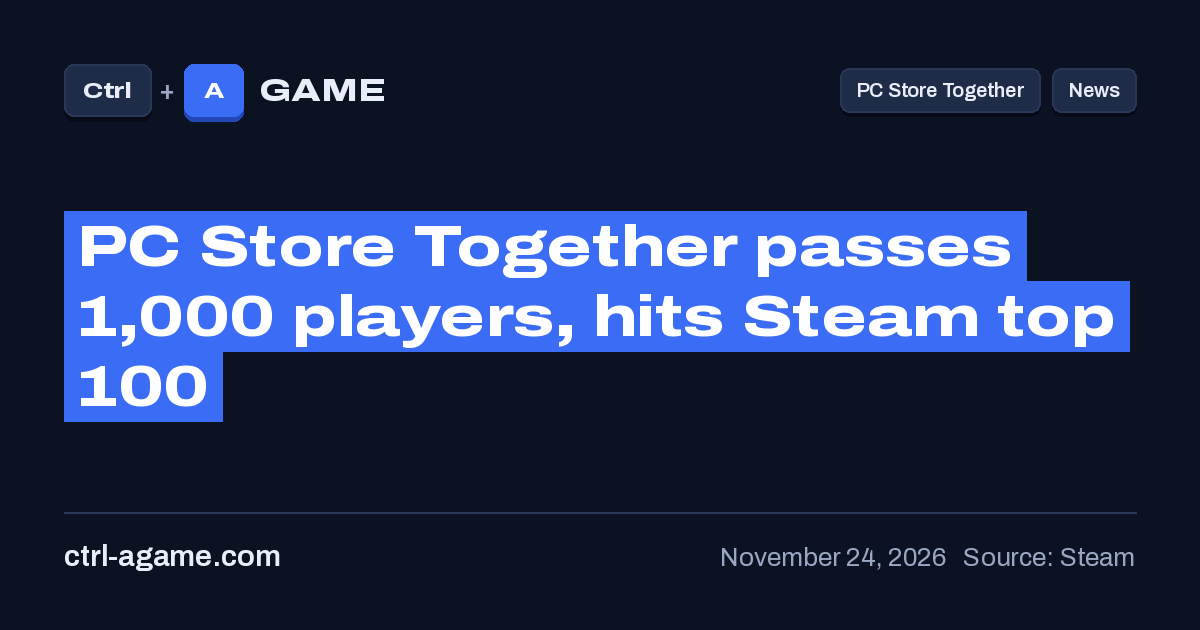 Ctrl + A GAME
PC Store Together
News
PC Store Together passes
1,000 players, hits Steam top
100
ctrl-agame.com
November 24, 2026 Source: Steam